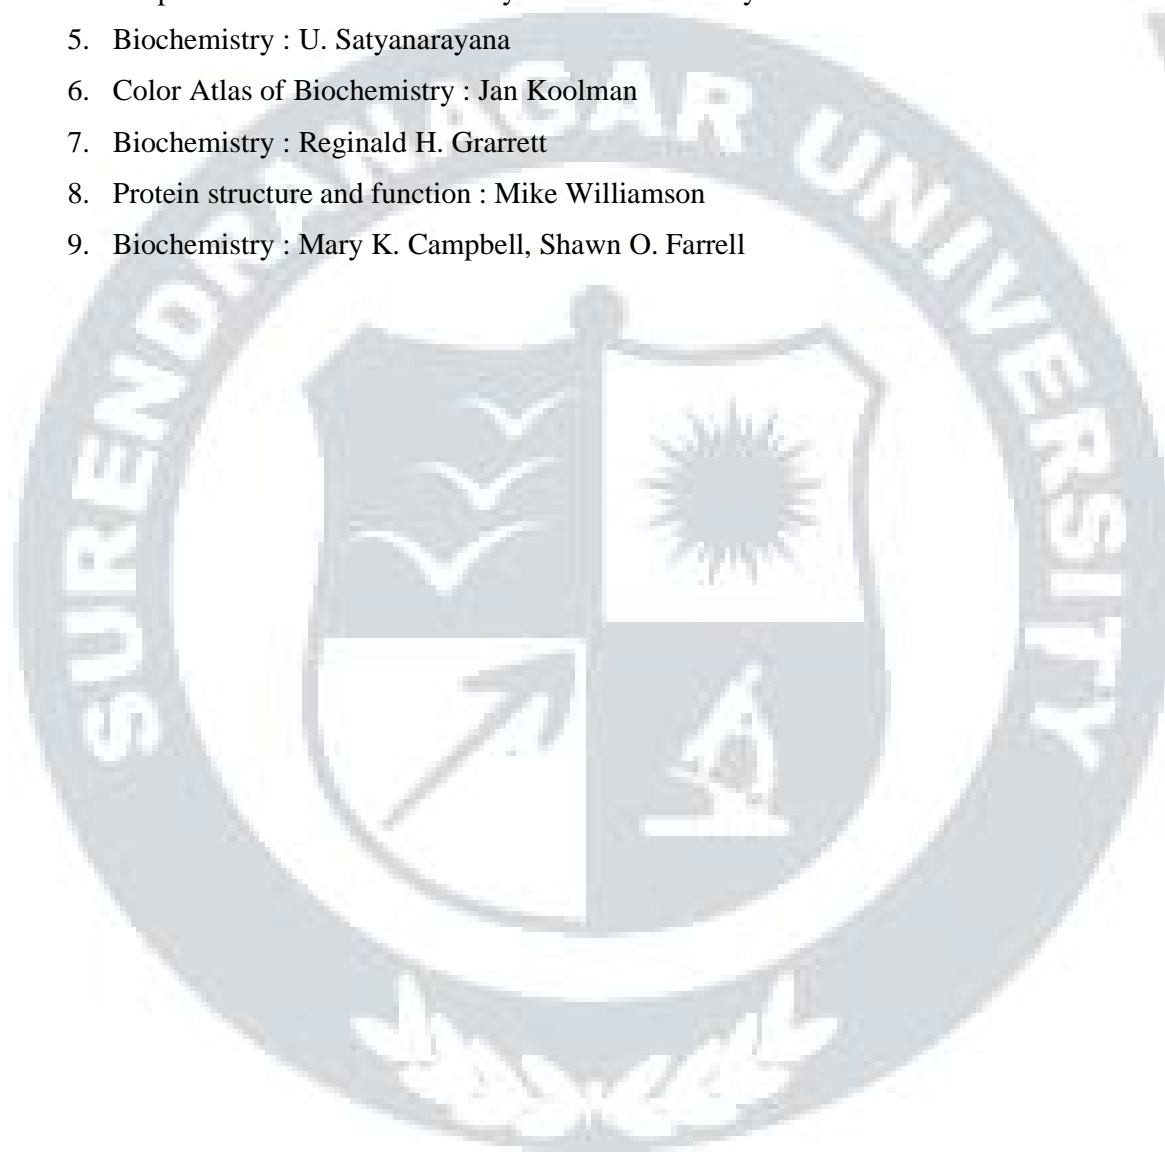 5. Biochemistry : U. Satyanarayana
6. Color Atlas of Biochemistry : Jan Koolman
7. Biochemistry : Reginald H. Grarrett
8. Protein structure and function : Mike Williamson
9. Biochemistry : Mary K. Campbell, Shawn O. Farrell
SURENDRANAGAR UNIVERSITY